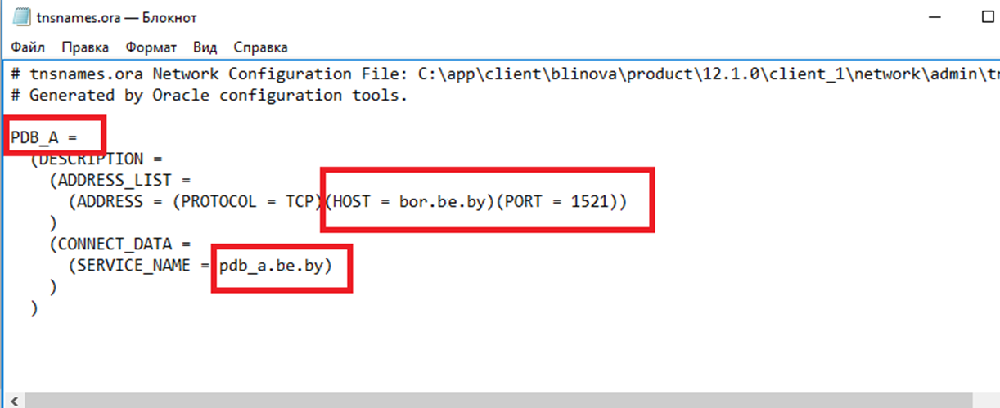 tnsnames.ora — Блокнот
Файл Правка Формат Вид Справка
# tnsnames.ora Network Configuration File: C:\app\client\blinova\product\12.1.0\client_1\network\admin\tn
# Generated by Oracle configuration tools.
PDB_A =
(DESCRIPTION =
(ADDRESS_LIST =
(ADDRESS = (PROTOCOL = TCP)(HOST = bor.be.by)(PORT = 1521))
)
(CONNECT_DATA =
(SERVICE_NAME = pdb_a.be.by)
)
)